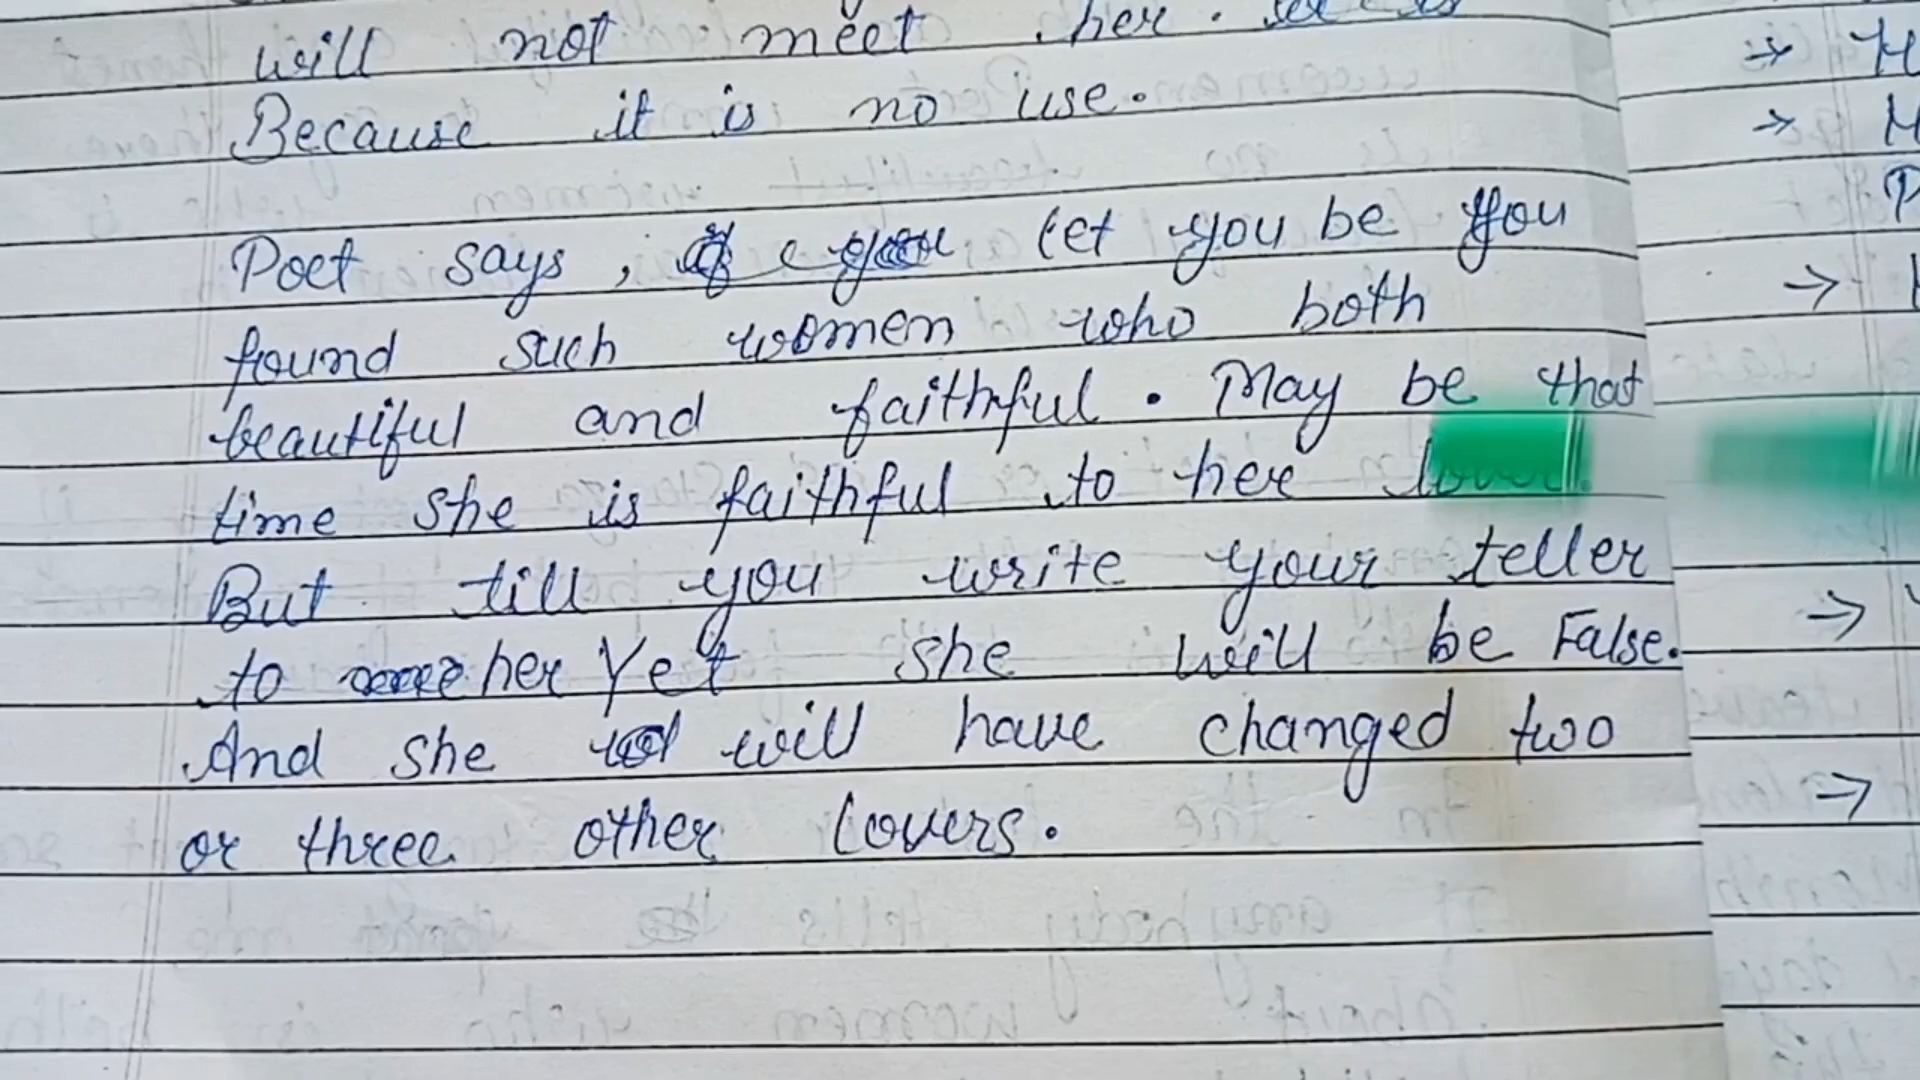 will not meet her.
Because it is no use.
Poet says, let you be you
found such women who both
beautiful and faithful. May be that
time she is faithful to her
But till you write your teller
to her Yet she will be False.
And she will have changed two
or three other lovers.